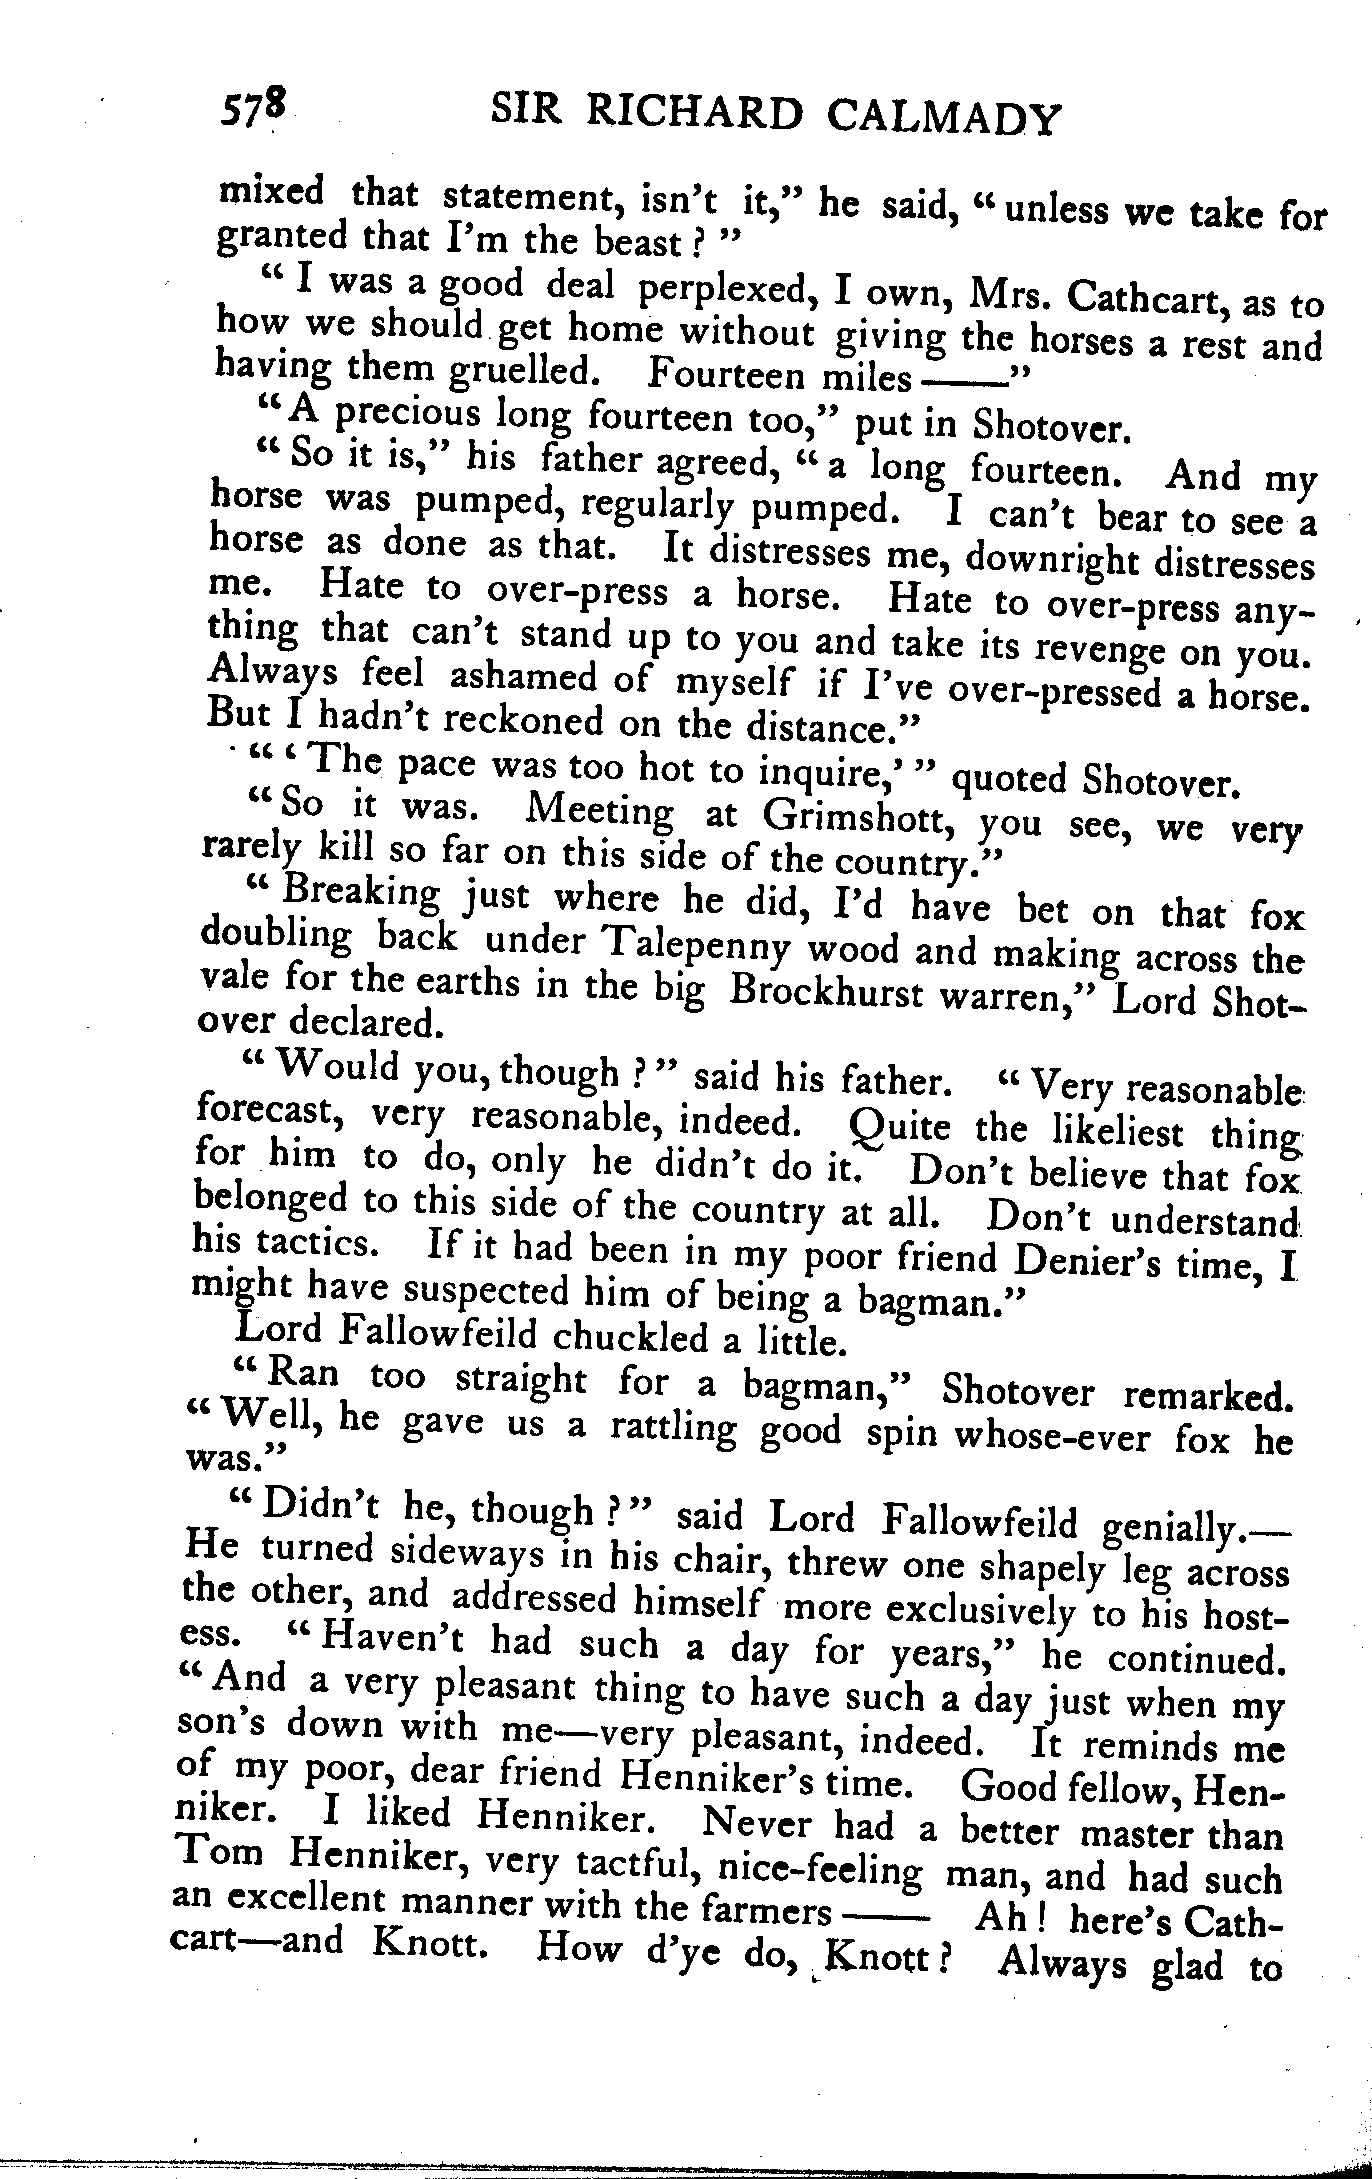 578 SIR RICHARD CALMADY
mixed that statement, isn't it," he said, "unless we take for
granted that I'm the beast?"
"I was a good deal perplexed, I own, Mrs. Cathcart, as to
how we should get home without giving the horses a rest and
having them gruelled. Fourteen miles——"
"A precious long fourteen too," put in Shotover.
"So it is," his father agreed, "a long fourteen. And my
horse was pumped, regularly pumped. I can't bear to see a
horse as done as that. It distresses me, downright distresses
me. Hate to over-press a horse. Hate to over-press any-
thing that can't stand up to you and take its revenge on you.
Always feel ashamed of myself if I've over-pressed a horse.
But I hadn't reckoned on the distance."
"'The pace was too hot to inquire,'" quoted Shotover.
"So it was. Meeting at Grimshott, you see, we very
rarely kill so far on this side of the country."
"Breaking just where he did, I'd have bet on that fox
doubling back under Talepenny wood and making across the
vale for the earths in the big Brockhurst warren," Lord Shot-
over declared.
"Would you, though?" said his father. "Very reasonable
forecast, very reasonable, indeed. Quite the likeliest thing
for him to do, only he didn't do it. Don't believe that fox
belonged to this side of the country at all. Don't understand
his tactics. If it had been in my poor friend Denier's time, I
might have suspected him of being a bagman."
Lord Fallowfeild chuckled a little.
"Ran too straight for a bagman," Shotover remarked.
"Well, he gave us a rattling good spin whose-ever fox he
was."
"Didn't he, though?" said Lord Fallowfeild genially.—
He turned sideways in his chair, threw one shapely leg across
the other, and addressed himself more exclusively to his host-
ess. "Haven't had such a day for years," he continued.
"And a very pleasant thing to have such a day just when my
son's down with me—very pleasant, indeed. It reminds me
of my poor, dear friend Henniker's time. Good fellow, Hen-
niker. I liked Henniker. Never had a better master than
Tom Henniker, very tactful, nice-feeling man, and had such
an excellent manner with the farmers—— Ah! here's Cath-
cart—and Knott. How d'ye do, Knott? Always glad to